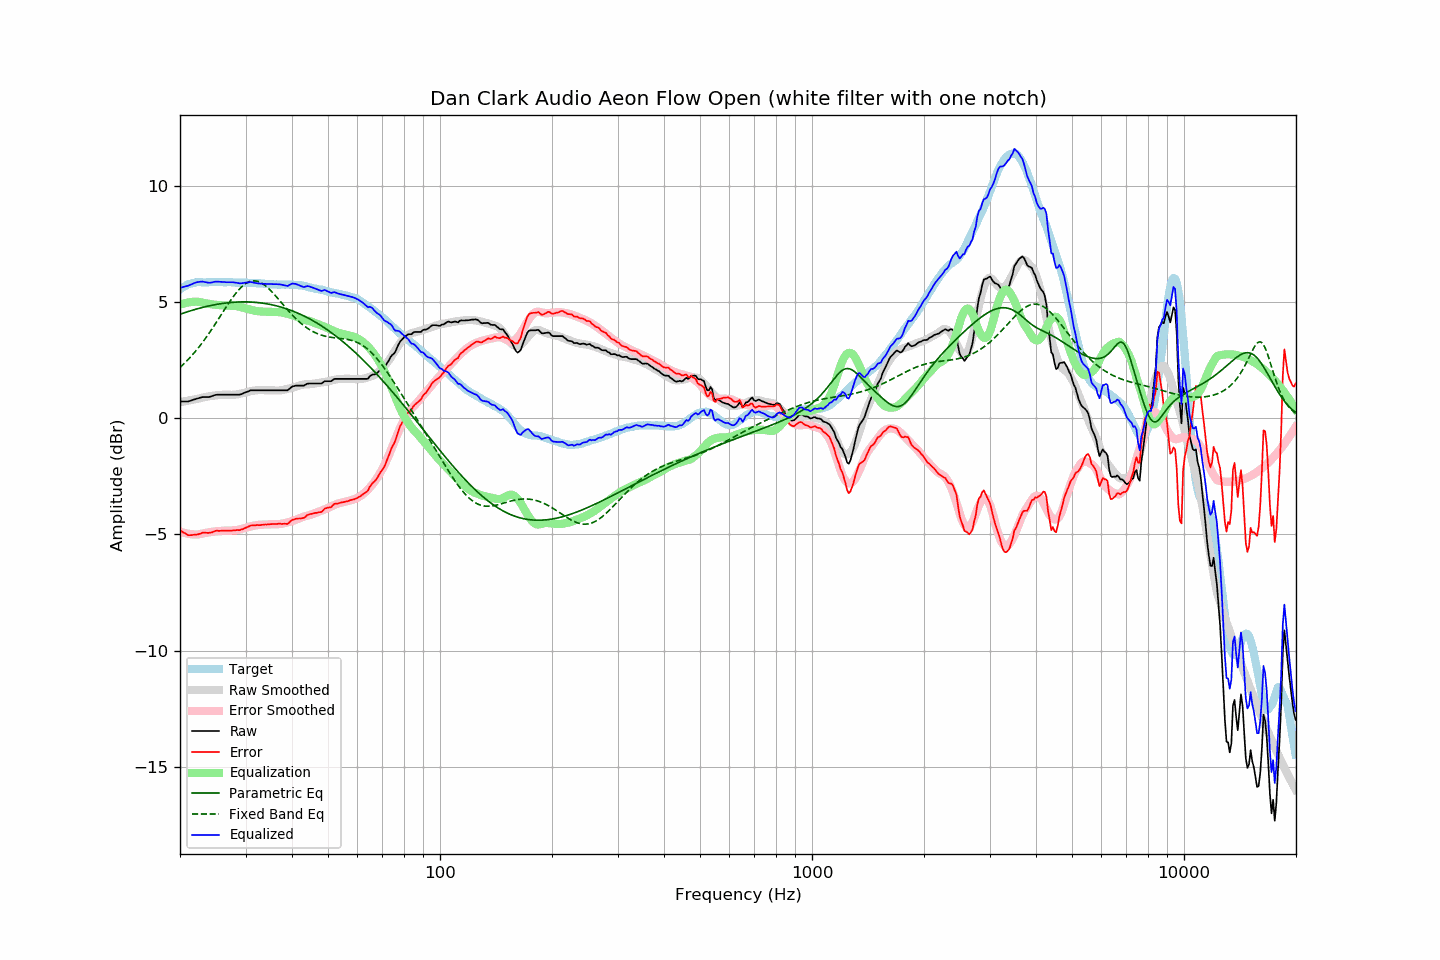 Dan Clark Audio Aeon Flow Open (white filter with one notch)
Amplitude (dBr)
10
5
0
−5
−10
−15
Target
Raw Smoothed
Error Smoothed
Raw
Error
Equalization
Parametric Eq
Fixed Band Eq
Equalized
100
1000
10000
Frequency (Hz)